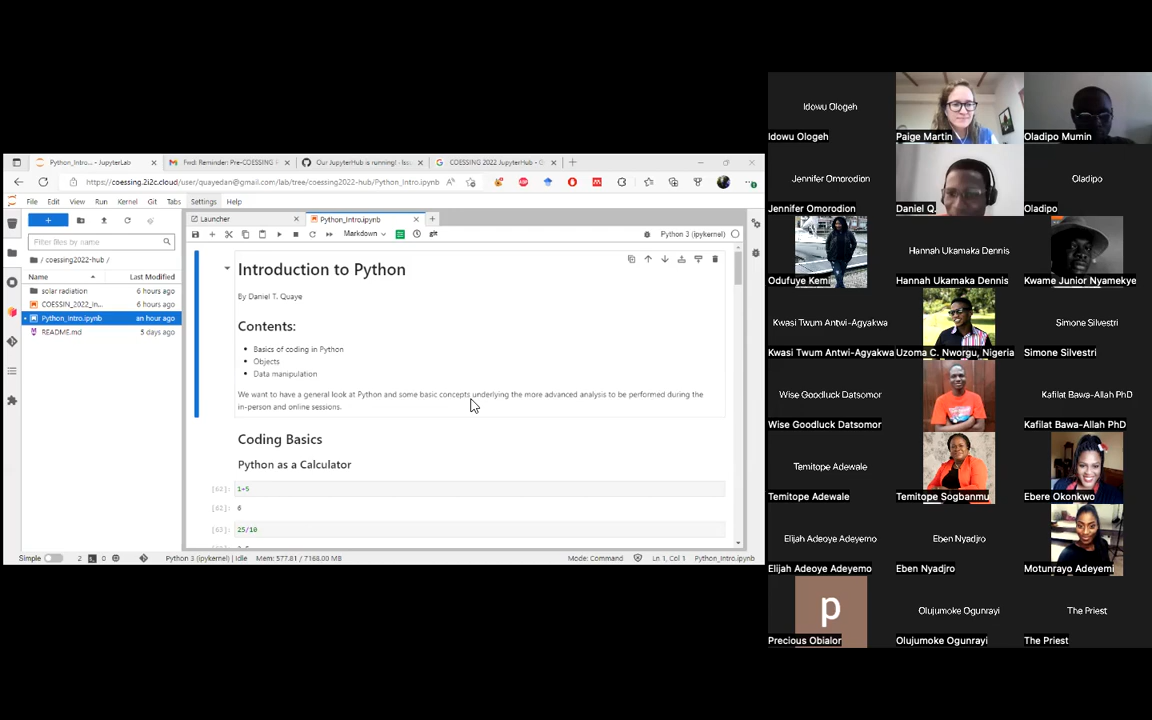 Python_Intro... - JupyterLab
Fwd: Reminder: Pre-COESSING F
Our JupyterHub is running! - Issu
COESSING 2022 JupyterHub - G
https://coessing.2i2c.cloud/user/quayedan@gmail.com/lab/tree/coessing2022-hub/Python_Intro.ipynb
File Edit View Run Kernel Git Tabs Settings Help
Launcher
Python_Intro.ipynb
Markdown
Python 3 (ipykernel)
Filter files by name
/ coessing2022-hub /
Name Last Modified
solar radiation 6 hours ago
COESSIN_2022_In... 6 hours ago
Python_Intro.ipynb an hour ago
README.md 5 days ago
Introduction to Python
By Daniel T. Quaye
Contents:
Basics of coding in Python
Objects
Data manipulation
We want to have a general look at Python and some basic concepts underlying the more advanced analysis to be performed during the
in-person and online sessions.
Coding Basics
Python as a Calculator
[62]: 1+5
[62]: 6
[63]: 25/10
Simple 2 0 Python 3 (ipykernel) | Idle Mem: 577.81 / 7168.00 MB Mode: Command Ln 1, Col 1 Python_Intro.ipynb
Idowu Ologeh
Idowu Ologeh Paige Martin Oladipo Mumin
Jennifer Omorodion Oladipo
Jennifer Omorodion Daniel Q. Oladipo
Hannah Ukamaka Dennis
Odufuye Kemi Hannah Ukamaka Dennis Kwame Junior Nyamekye
Kwasi Twum Antwi-Agyakwa Simone Silvestri
Kwasi Twum Antwi-Agyakwa Uzoma C. Nworgu, Nigeria Simone Silvestri
Wise Goodluck Datsomor Kafilat Bawa-Allah PhD
Wise Goodluck Datsomor Kafilat Bawa-Allah PhD
Temitope Adewale
Temitope Adewale Temitope Sogbanmu Ebere Okonkwo
Elijah Adeoye Adeyemo Eben Nyadjro
Elijah Adeoye Adeyemo Eben Nyadjro Motunrayo Adeyemi
p Olujumoke Ogunrayi The Priest
Precious Obialor Olujumoke Ogunrayi The Priest